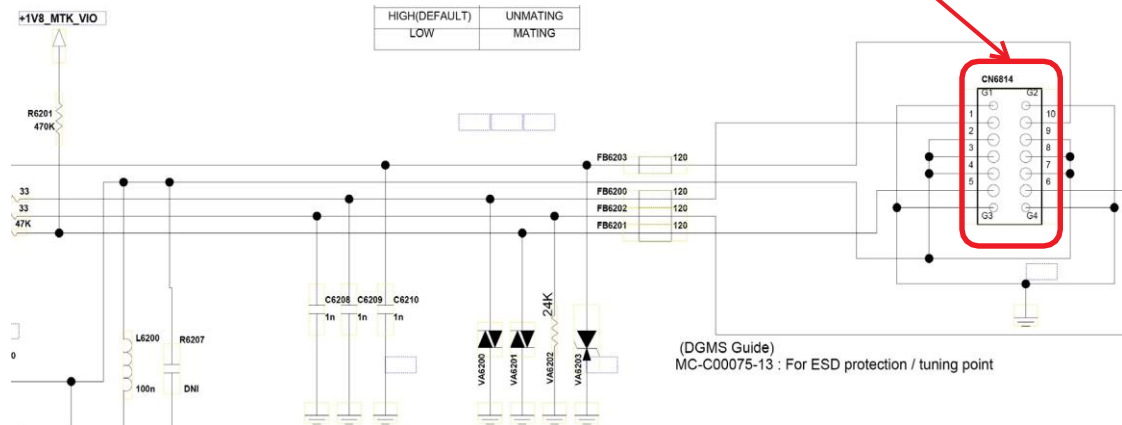 +1V8_MTK_VIO
HIGH(DEFAULT) UNMATING
LOW MATING
R6201
470K
CN6814
G1 G2
1 10
2 9
3 8
4 7
5 6
G3 G4
FB6203 120
33
FB6200 120
33
FB6202 120
47K
FB6201 120
C6208 C6209 C6210
1n 1n 1n
24K
L6200
R6207
100n
DNI
VA6200
VA6201
VA6202
VA6203
0
(DGMS Guide)
MC-C00075-13 : For ESD protection / tuning point